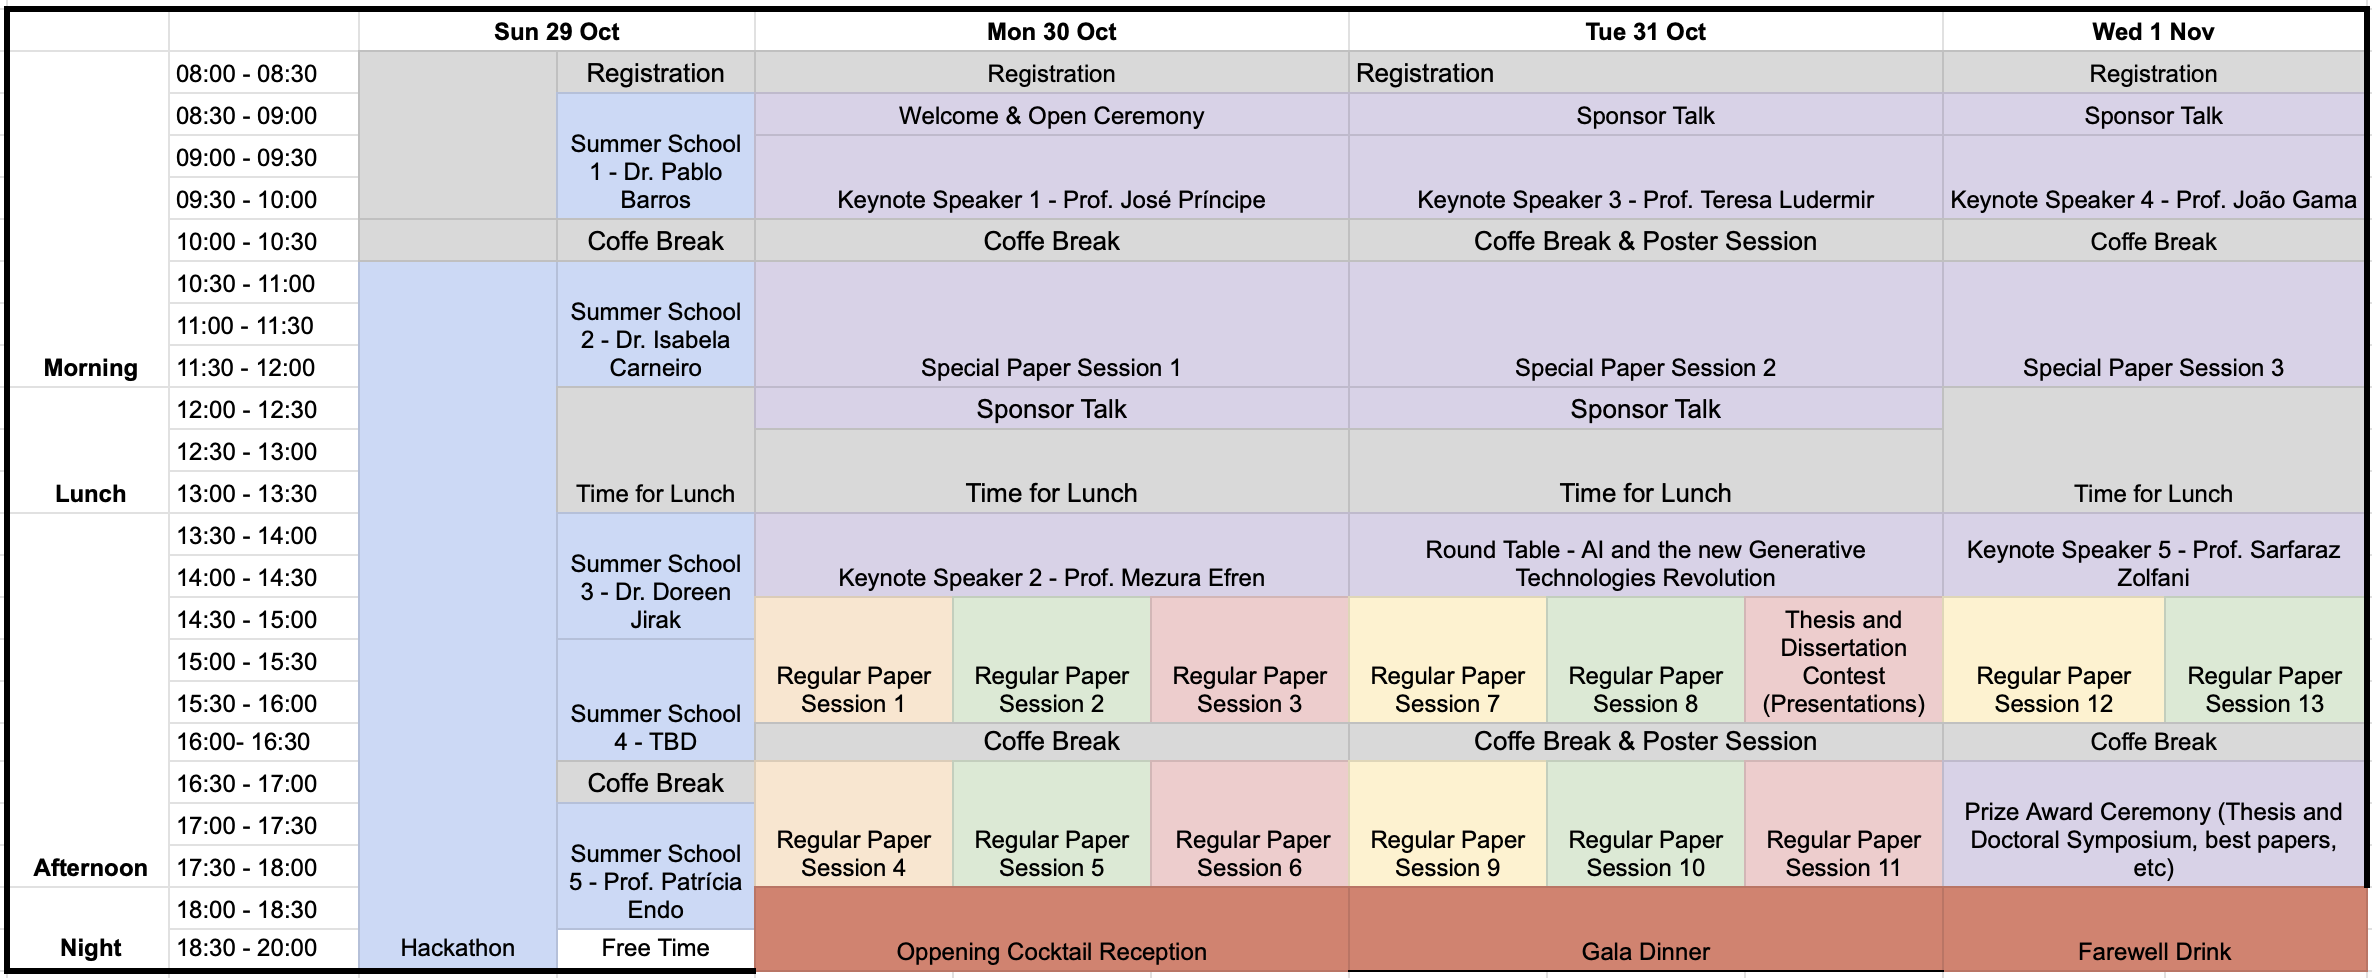 Sun 29 Oct Mon 30 Oct Tue 31 Oct Wed 1 Nov
08:00 - 08:30 Registration Registration Registration Registration
08:30 - 09:00 Welcome & Open Ceremony Sponsor Talk Sponsor Talk
Summer School
09:00 - 09:30
1 - Dr. Pablo
09:30 - 10:00 Barros Keynote Speaker 1 - Prof. José Príncipe Keynote Speaker 3 - Prof. Teresa Ludermir Keynote Speaker 4 - Prof. João Gama
10:00 - 10:30 Coffe Break Coffe Break Coffe Break & Poster Session Coffe Break
10:30 - 11:00
Summer School
11:00 - 11:30
2 - Dr. Isabela
Morning 11:30 - 12:00 Carneiro Special Paper Session 1 Special Paper Session 2 Special Paper Session 3
12:00 - 12:30 Sponsor Talk Sponsor Talk
12:30 - 13:00
Lunch 13:00 - 13:30 Time for Lunch Time for Lunch Time for Lunch Time for Lunch
13:30 - 14:00
Summer School Round Table - AI and the new Generative Keynote Speaker 5 - Prof. Sarfaraz
14:00 - 14:30 Keynote Speaker 2 - Prof. Mezura Efren Technologies Revolution Zolfani
3 - Dr. Doreen
14:30 - 15:00 Jirak Thesis and
Dissertation
15:00 - 15:30
Regular Paper Regular Paper Regular Paper Regular Paper Regular Paper Contest Regular Paper Regular Paper
15:30 - 16:00 Session 1 Session 2 Session 3 Session 7 Session 8 (Presentations) Session 12 Session 13
Summer School
16:00- 16:30 4 - TBD Coffe Break Coffe Break & Poster Session Coffe Break
16:30 - 17:00 Coffe Break
Prize Award Ceremony (Thesis and
17:00 - 17:30
Regular Paper Regular Paper Regular Paper Regular Paper Regular Paper Regular Paper Doctoral Symposium, best papers,
Summer School
Afternoon 17:30 - 18:00 Session 4 Session 5 Session 6 Session 9 Session 10 Session 11 etc)
5 - Prof. Patrícia
18:00 - 18:30 Endo
Night 18:30 - 20:00 Hackathon Free Time Oppening Cocktail Reception Gala Dinner Farewell Drink